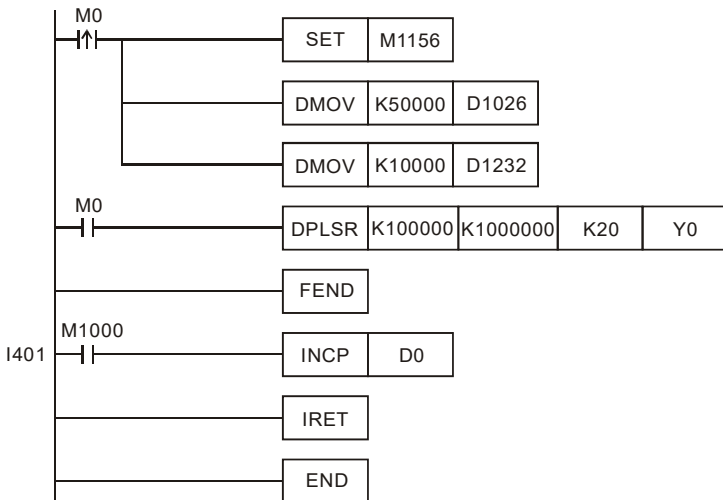 M0
SET M1156
DMOV K50000 D1026
DMOV K10000 D1232
M0
DPLSR K100000 K1000000 K20 Y0
FEND
M1000
I401 INCP D0
IRET
END